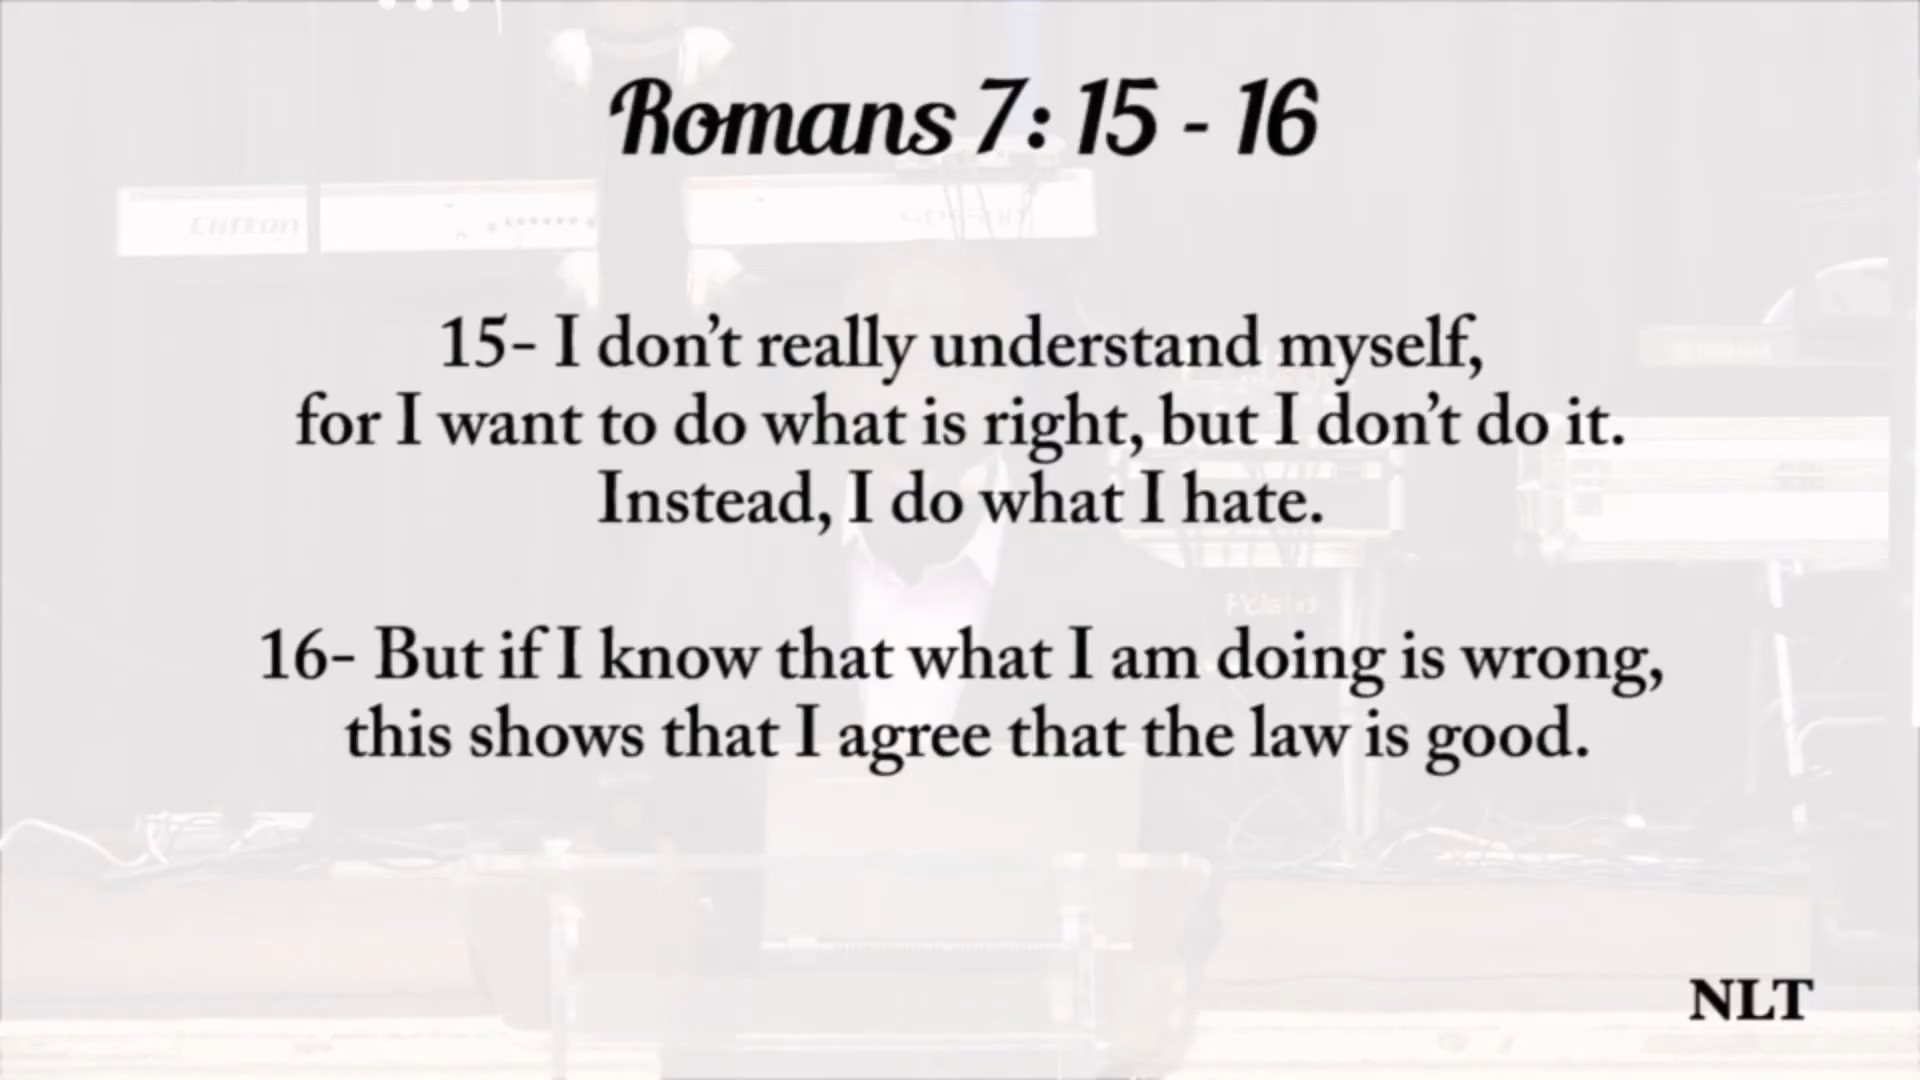 Romans 7: 15 - 16
Clifton
15- I don’t really understand myself,
for I want to do what is right, but I don’t do it.
Instead, I do what I hate.
16- But if I know that what I am doing is wrong,
this shows that I agree that the law is good.
NLT